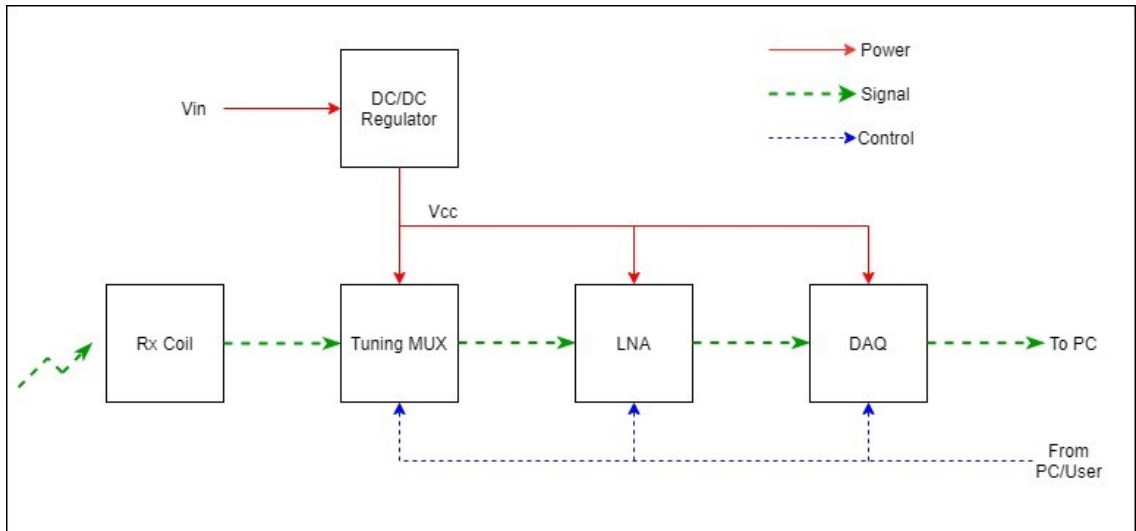 DC/DC
Regulator
Vin
Power
Signal
Control
Vcc
Rx Coil
Tuning MUX
LNA
DAQ
To PC
From
PC/User